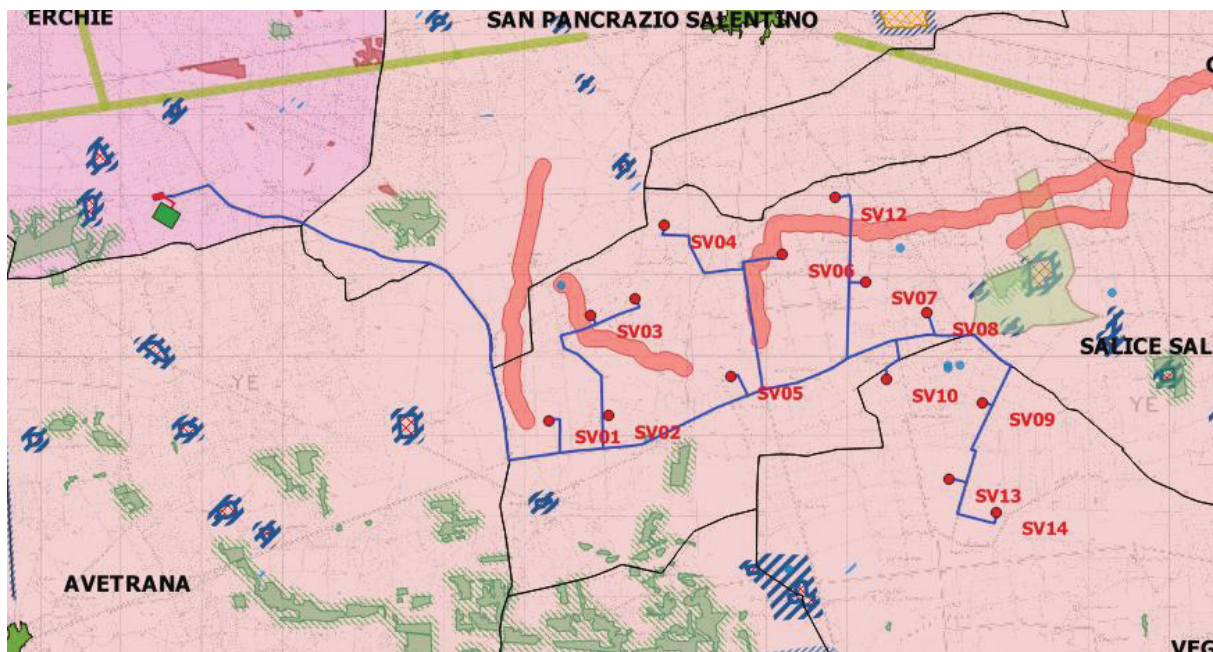 ERCHIE
SAN PANCRAZIO SALENTINO
SV12
SV04
SV06
SV07
SV03
SV08
SALICE SAL
YE
SV05
SV10
YE
SV09
SV01
SV02
SV13
SV14
AVETRANA
VEG